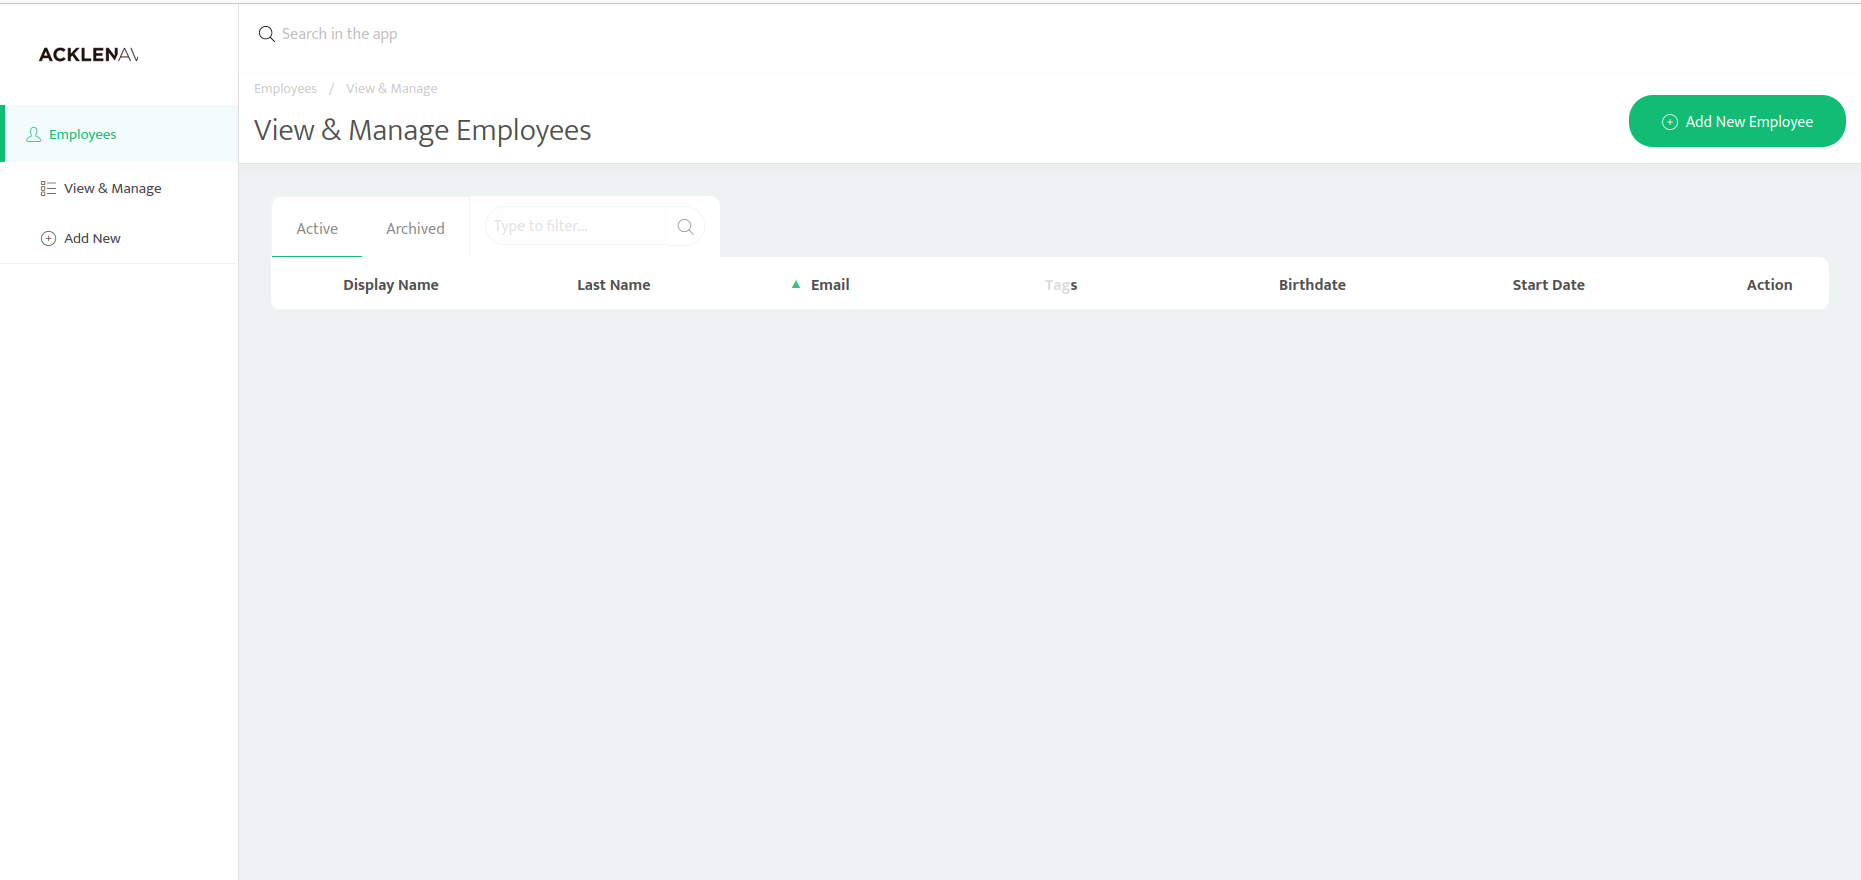 ACKLENAV
Search in the app
Employees / View & Manage
View & Manage Employees
Add New Employee
Employees
View & Manage
Add New
Active Archived Type to filter...
Display Name Last Name ▲ Email Tags Birthdate Start Date Action